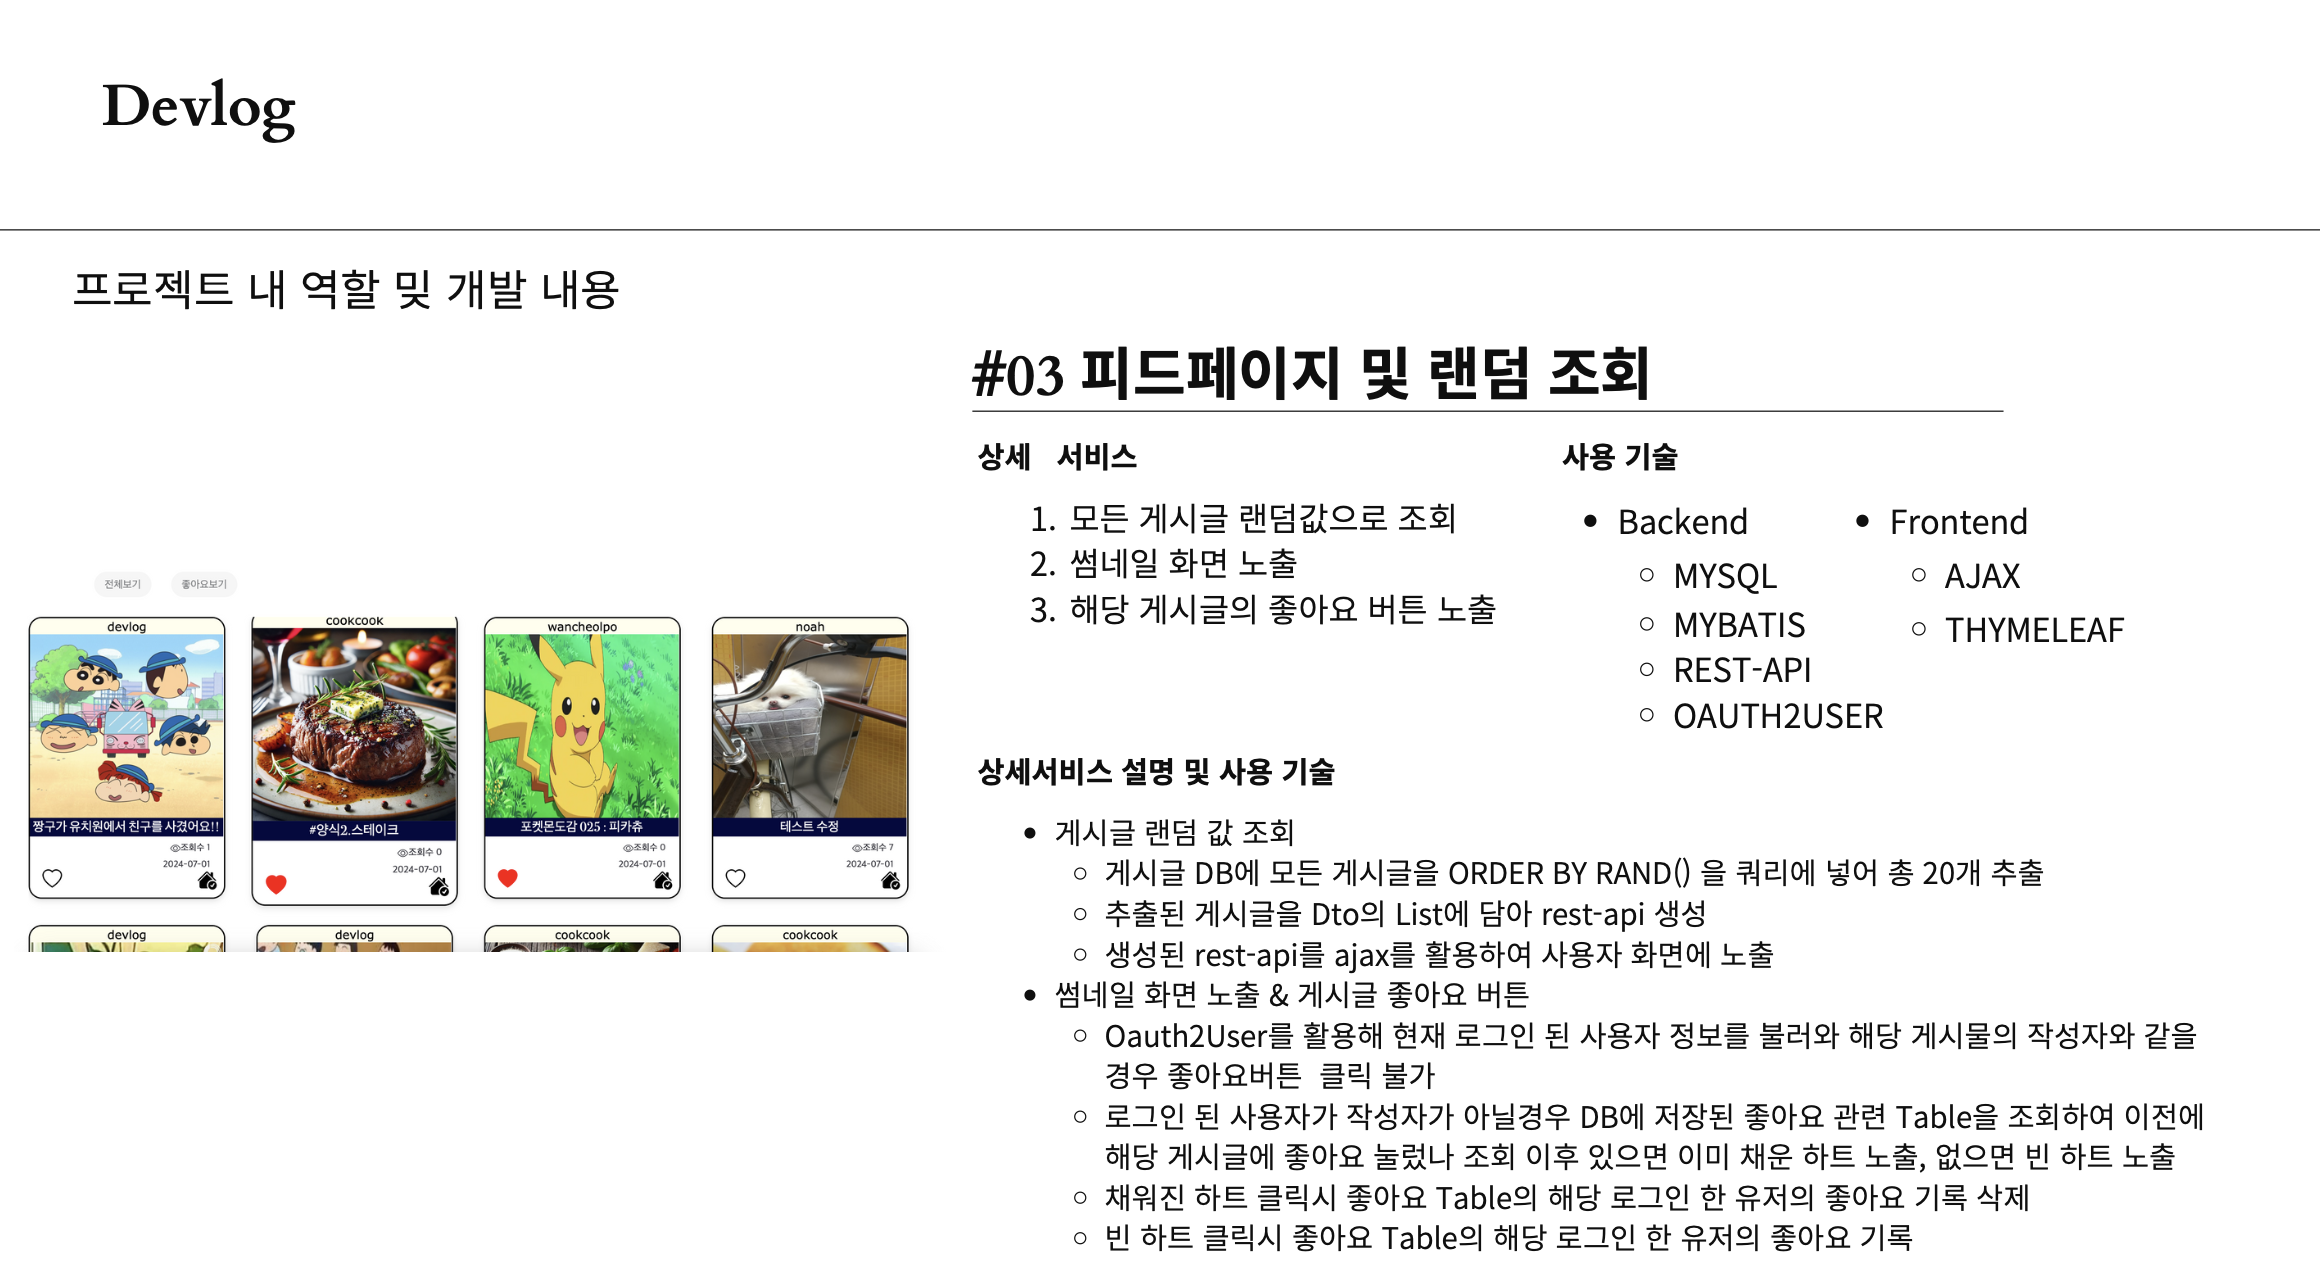 Devlog
프로젝트 내 역할 및 개발 내용
전체보기 좋아요보기
devlog
짱구가 유치원에서 친구를 사겼어요!!
조회수 1
2024-07-01
cookcook
#양식2.스테이크
조회수 0
2024-07-01
wancheolpo
포켓몬도감 025 : 피카츄
조회수 0
2024-07-01
noah
테스트 수정
조회수 7
2024-07-01
devlog
devlog
cookcook
cookcook
#03 피드페이지 및 랜덤 조회
상세 서비스
1. 모든 게시글 랜덤값으로 조회
2. 썸네일 화면 노출
3. 해당 게시글의 좋아요 버튼 노출
사용 기술
• Backend
◦ MYSQL
◦ MYBATIS
◦ REST-API
◦ OAUTH2USER
• Frontend
◦ AJAX
◦ THYMELEAF
상세서비스 설명 및 사용 기술
• 게시글 랜덤 값 조회
◦ 게시글 DB에 모든 게시글을 ORDER BY RAND() 을 쿼리에 넣어 총 20개 추출
◦ 추출된 게시글을 Dto의 List에 담아 rest-api 생성
◦ 생성된 rest-api를 ajax를 활용하여 사용자 화면에 노출
• 썸네일 화면 노출 & 게시글 좋아요 버튼
◦ Oauth2User를 활용해 현재 로그인 된 사용자 정보를 불러와 해당 게시물의 작성자와 같을
경우 좋아요버튼 클릭 불가
◦ 로그인 된 사용자가 작성자가 아닐경우 DB에 저장된 좋아요 관련 Table을 조회하여 이전에
해당 게시글에 좋아요 눌렀나 조회 이후 있으면 이미 채운 하트 노출, 없으면 빈 하트 노출
◦ 채워진 하트 클릭시 좋아요 Table의 해당 로그인 한 유저의 좋아요 기록 삭제
◦ 빈 하트 클릭시 좋아요 Table의 해당 로그인 한 유저의 좋아요 기록